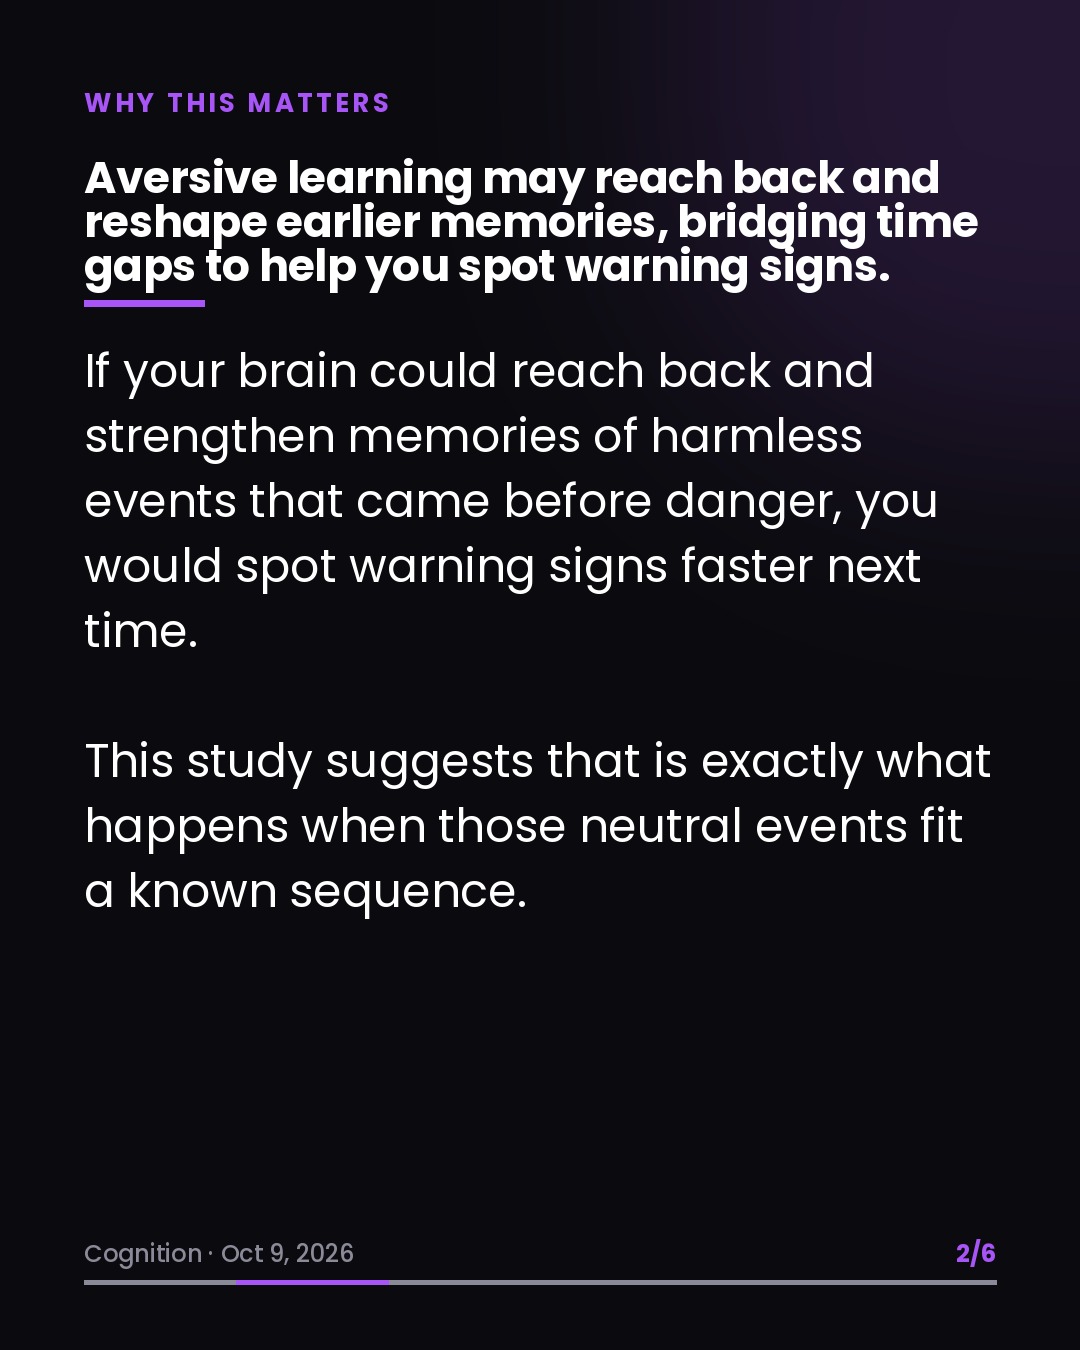 WHY THIS MATTERS
Aversive learning may reach back and
reshape earlier memories, bridging time
gaps to help you spot warning signs.
If your brain could reach back and
strengthen memories of harmless
events that came before danger, you
would spot warning signs faster next
time.
This study suggests that is exactly what
happens when those neutral events fit
a known sequence.
Cognition · Oct 9, 2026
2/6